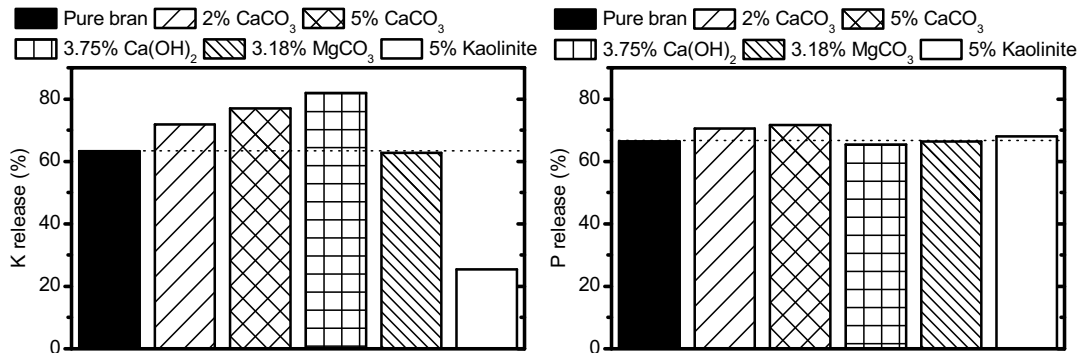 Pure bran 2% CaCO₃ 5% CaCO₃
3.75% Ca(OH)₂ 3.18% MgCO₃ 5% Kaolinite
K release (%)
80
60
40
20
0
Pure bran 2% CaCO₃ 5% CaCO₃
3.75% Ca(OH)₂ 3.18% MgCO₃ 5% Kaolinite
P release (%)
80
60
40
20
0